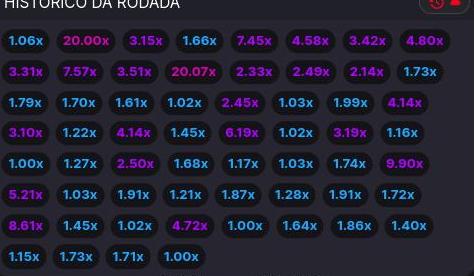 HISTÓRICO DA RODADA
1.06x 20.00x 3.15x 1.66x 7.45x 4.58x 3.42x 4.80x
3.31x 7.57x 3.51x 20.07x 2.33x 2.49x 2.14x 1.73x
1.79x 1.70x 1.61x 1.02x 2.45x 1.03x 1.99x 4.14x
3.10x 1.22x 4.14x 1.45x 6.19x 1.02x 3.19x 1.16x
1.00x 1.27x 2.50x 1.68x 1.17x 1.03x 1.74x 9.90x
5.21x 1.03x 1.91x 1.21x 1.87x 1.28x 1.91x 1.72x
8.61x 1.45x 1.02x 4.72x 1.00x 1.64x 1.86x 1.40x
1.15x 1.73x 1.71x 1.00x